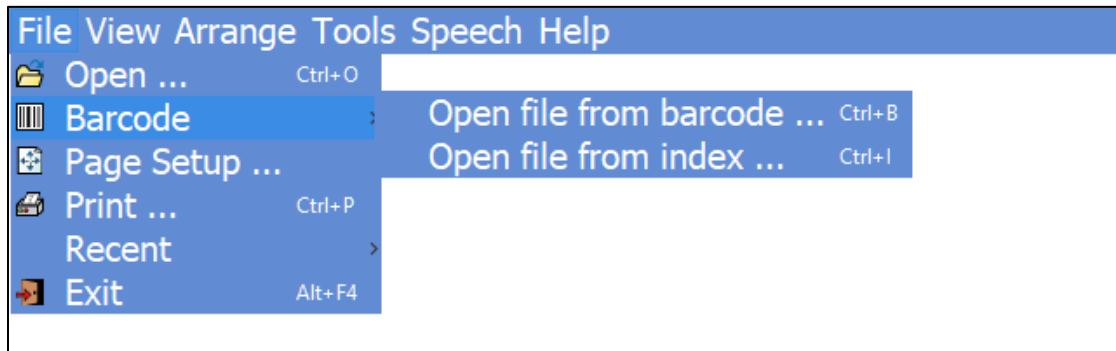 File View Arrange Tools Speech Help
Open ... Ctrl+O
Barcode
Open file from barcode ... Ctrl+B
Open file from index ... Ctrl+I
Page Setup ...
Print ... Ctrl+P
Recent
Exit Alt+F4